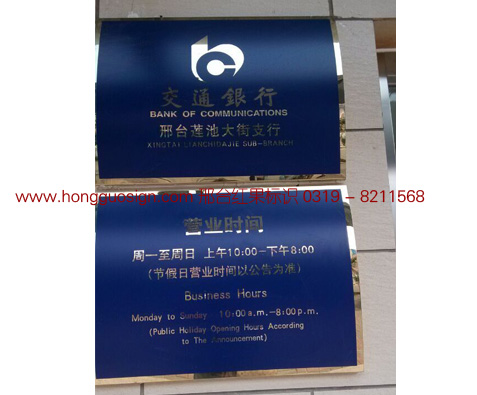 交通銀行
BANK OF COMMUNICATIONS
邢台莲池大街支行
XINGTAI LIANCHIDAJIE SUB-BRANCH
www.hongguosign.com 邢台红果标识 0319 - 8211568
营业时间
周一至周日 上午10:00-下午8:00
(节假日营业时间以公告为准)
Business Hours
Monday to Sunday 10:00a.m.-8:00p.m.
(Public Holiday Opening Hours According
to The Announcement)